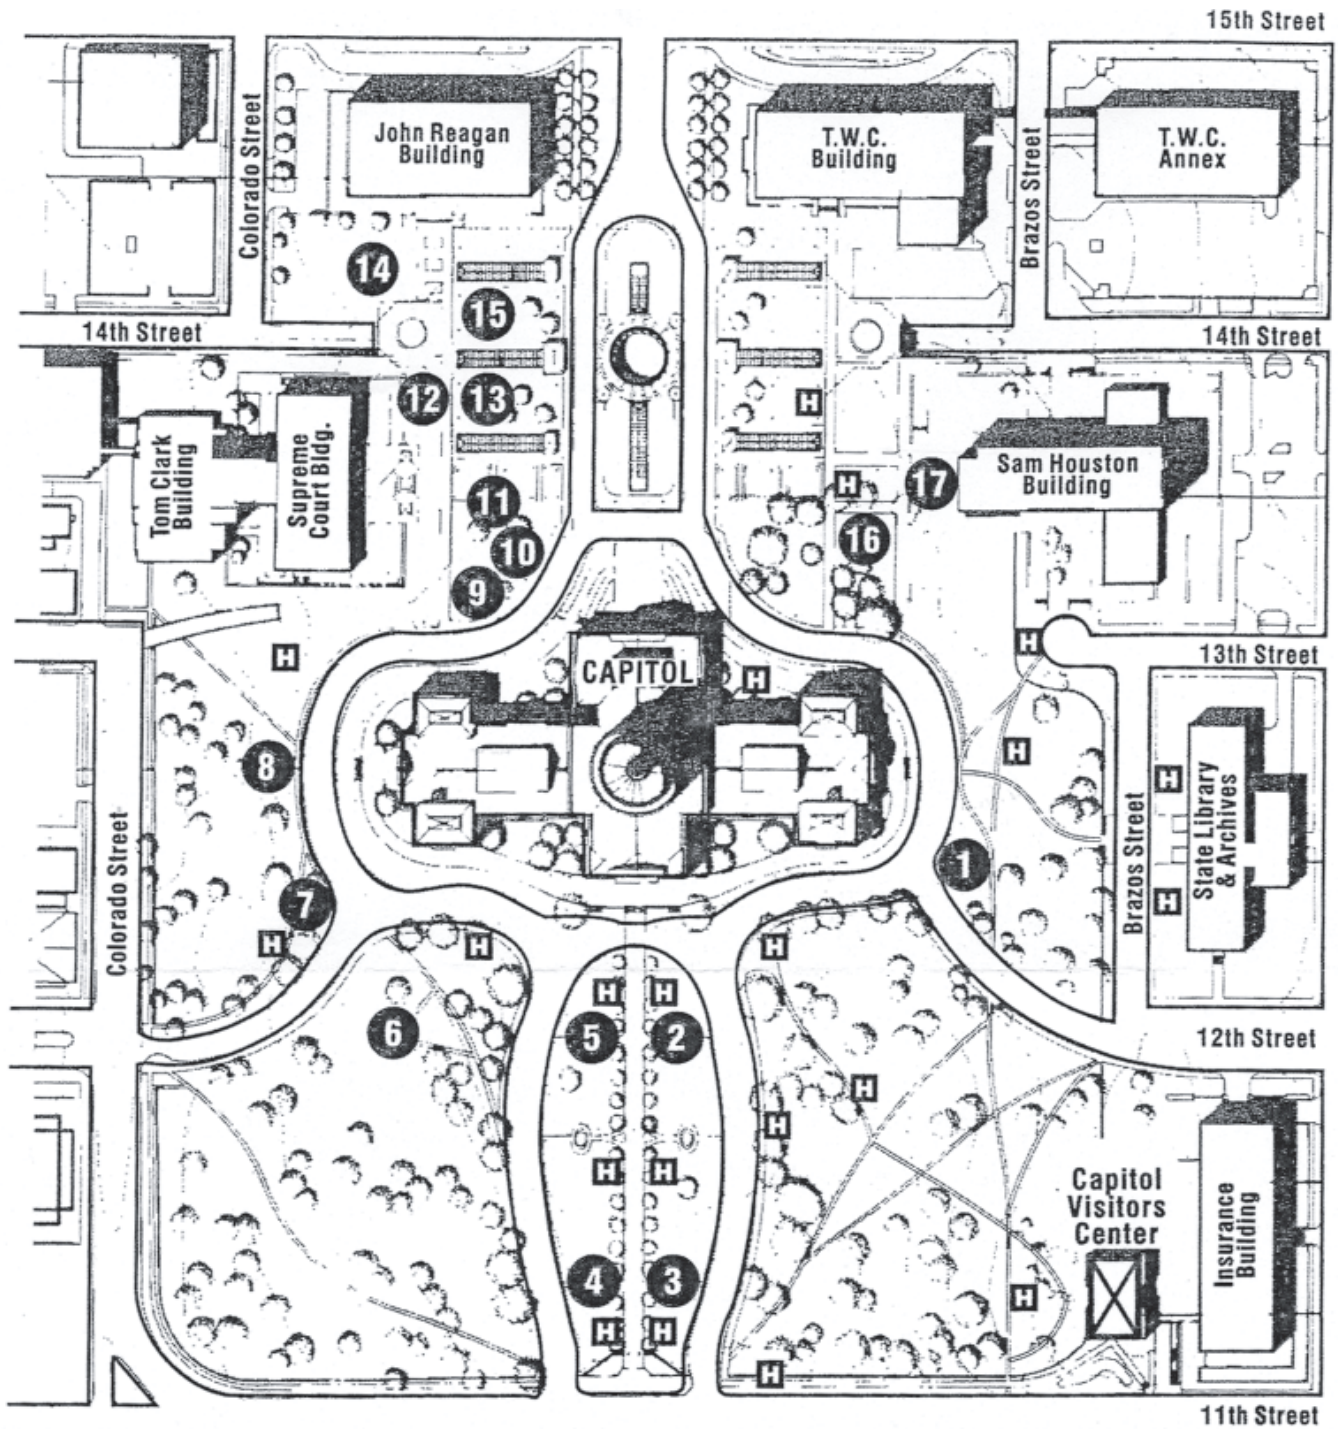 15th Street
Colorado Street
John Reagan
Building
T.W.C.
Building
Brazos Street
T.W.C.
Annex
14
15
14th Street
14th Street
12
13
H
Tom Clark
Building
Supreme
Court Bldg.
11
H
17
Sam Houston
Building
10
16
9
H
H
13th Street
CAPITOL
H
8
H
H
State Library
& Archives
Colorado Street
Brazos Street
1
7
H
H
H
H
H
H
6
5
2
12th Street
H
H
H
H
Capitol
Visitors
Center
Insurance
Building
4
3
H
H
H
H
11th Street